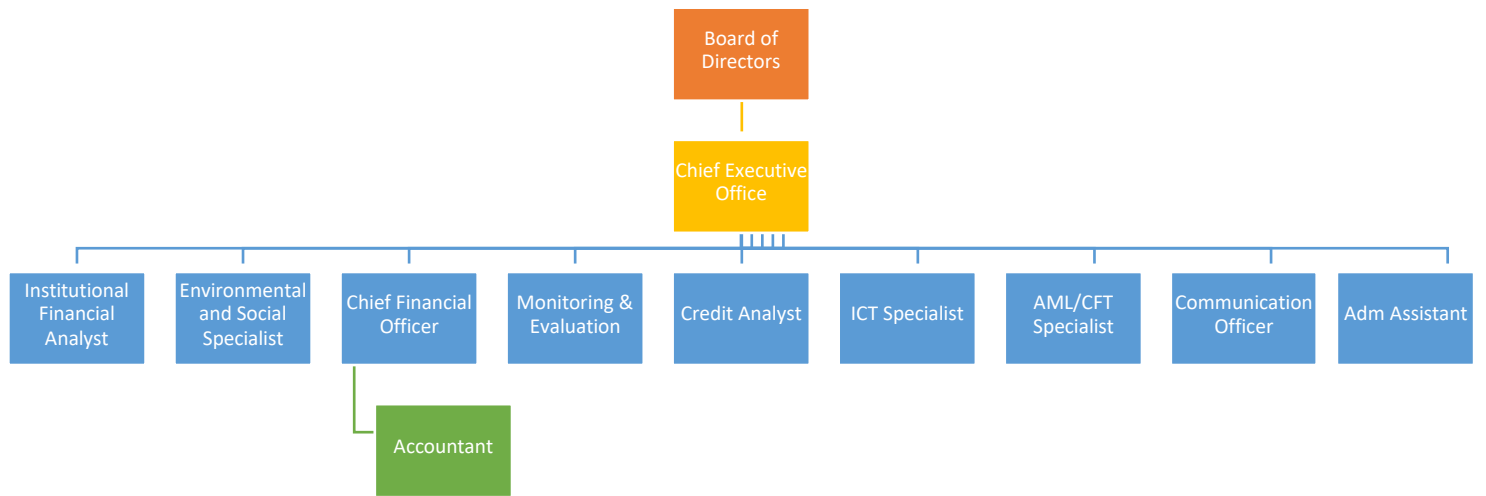 Board of
Directors
Chief Executive
Office
Institutional
Financial
Analyst
Environmental
and Social
Specialist
Chief Financial
Officer
Monitoring &
Evaluation
Credit Analyst
ICT Specialist
AML/CFT
Specialist
Communication
Officer
Adm Assistant
Accountant